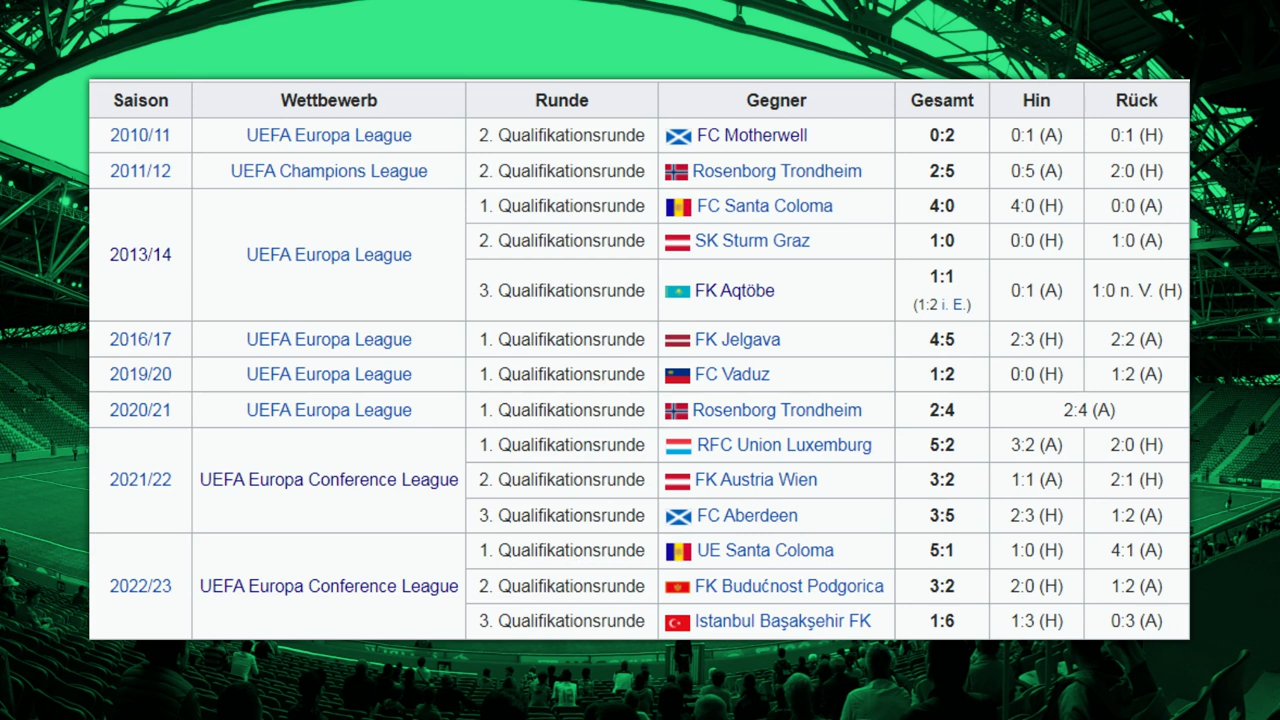 Saison Wettbewerb Runde Gegner Gesamt Hin Rück
2010/11 UEFA Europa League 2. Qualifikationsrunde FC Motherwell 0:2 0:1 (A) 0:1 (H)
2011/12 UEFA Champions League 2. Qualifikationsrunde Rosenborg Trondheim 2:5 0:5 (A) 2:0 (H)
2013/14 UEFA Europa League 1. Qualifikationsrunde FC Santa Coloma 4:0 4:0 (H) 0:0 (A)
2. Qualifikationsrunde SK Sturm Graz 1:0 0:0 (H) 1:0 (A)
3. Qualifikationsrunde FK Aqtöbe 1:1 (1:2 i. E.) 0:1 (A) 1:0 n. V. (H)
2016/17 UEFA Europa League 1. Qualifikationsrunde FK Jelgava 4:5 2:3 (H) 2:2 (A)
2019/20 UEFA Europa League 1. Qualifikationsrunde FC Vaduz 1:2 0:0 (H) 1:2 (A)
2020/21 UEFA Europa League 1. Qualifikationsrunde Rosenborg Trondheim 2:4 2:4 (A)
2021/22 UEFA Europa Conference League 1. Qualifikationsrunde RFC Union Luxemburg 5:2 3:2 (A) 2:0 (H)
2. Qualifikationsrunde FK Austria Wien 3:2 1:1 (A) 2:1 (H)
3. Qualifikationsrunde FC Aberdeen 3:5 2:3 (H) 1:2 (A)
2022/23 UEFA Europa Conference League 1. Qualifikationsrunde UE Santa Coloma 5:1 1:0 (H) 4:1 (A)
2. Qualifikationsrunde FK Budućnost Podgorica 3:2 2:0 (H) 1:2 (A)
3. Qualifikationsrunde Istanbul Başakşehir FK 1:6 1:3 (H) 0:3 (A)